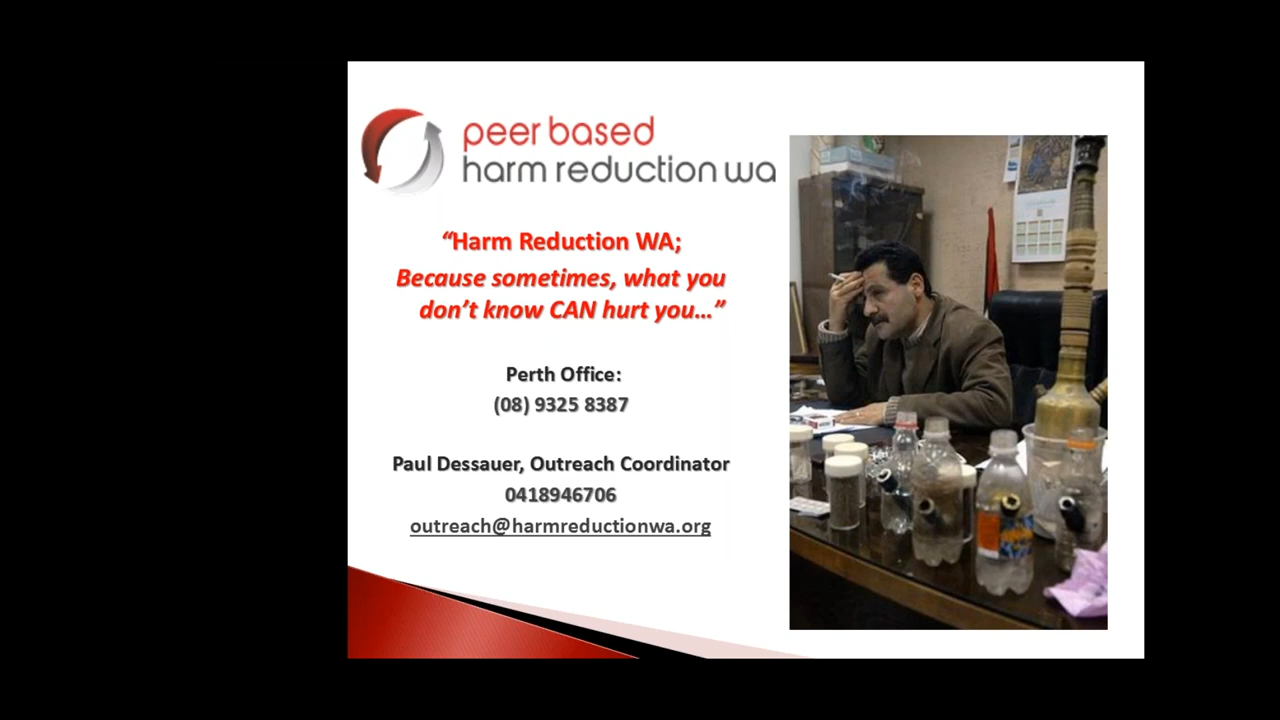 peer based
harm reduction wa
“Harm Reduction WA;
Because sometimes, what you
don’t know CAN hurt you…”
Perth Office:
(08) 9325 8387
Paul Dessauer, Outreach Coordinator
0418946706
outreach@harmreductionwa.org